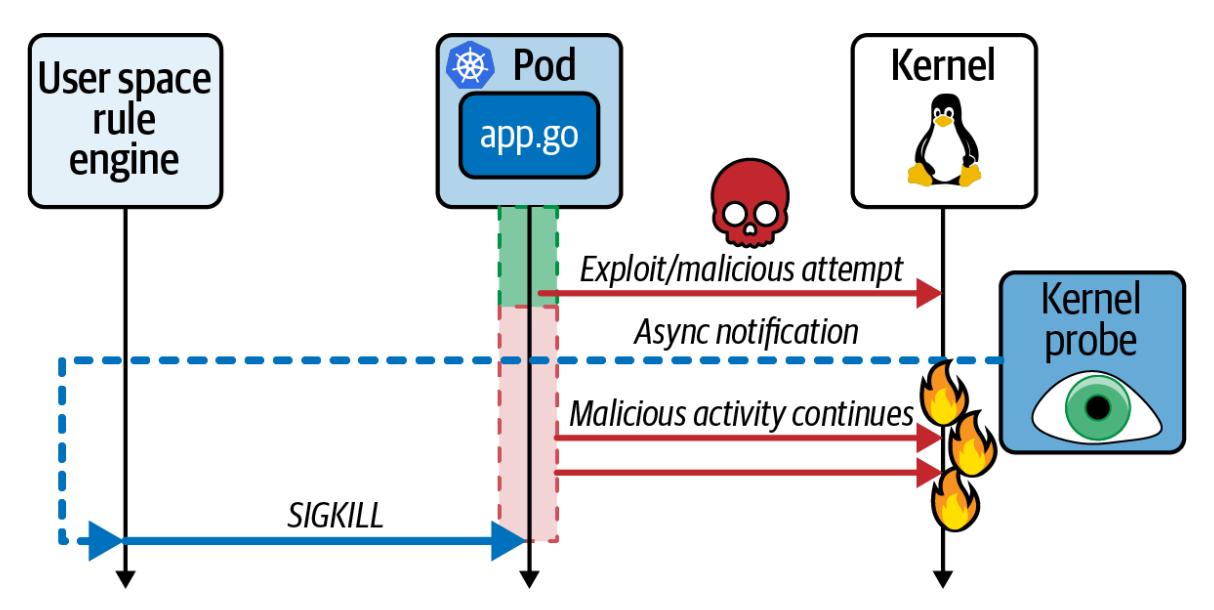 User space
rule
engine
Pod
app.go
Kernel
Exploit/malicious attempt
Kernel
probe
Async notification
Malicious activity continues
SIGKILL